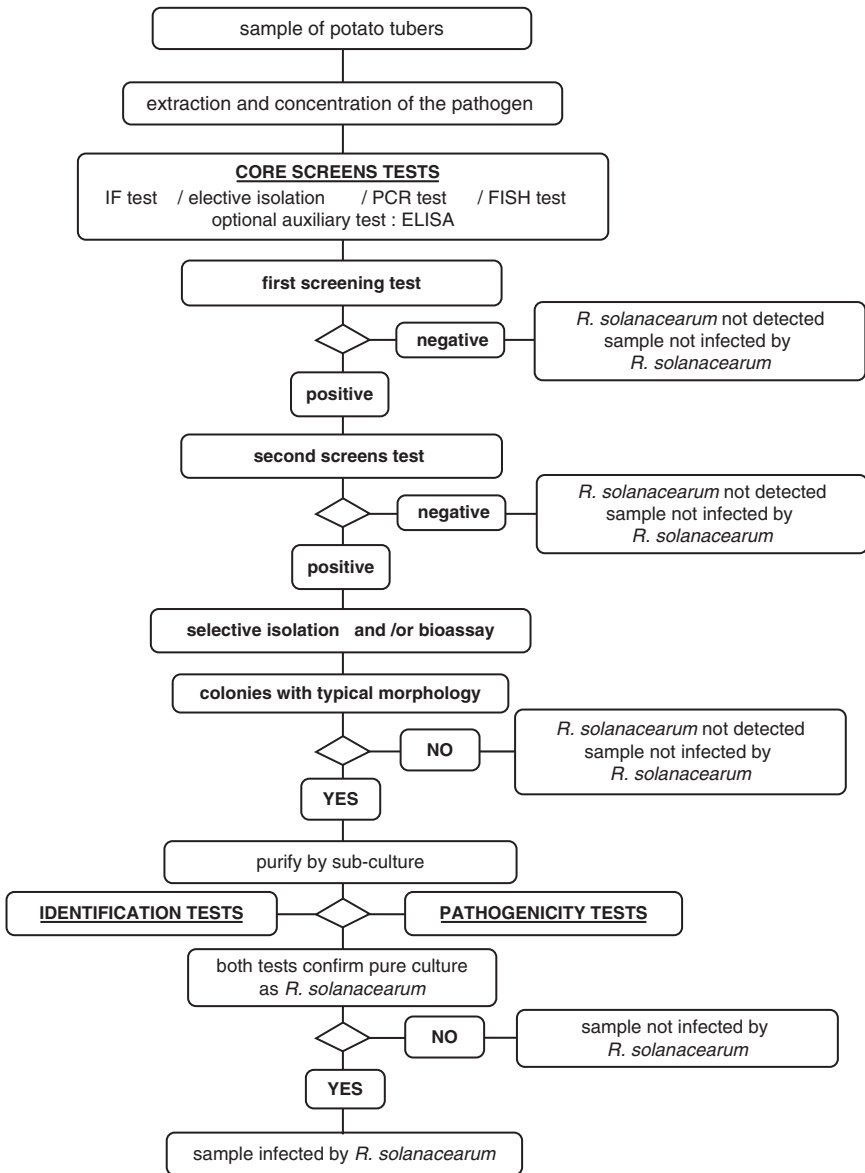 sample of potato tubers
extraction and concentration of the pathogen
CORE SCREENS TESTS
IF test / elective isolation / PCR test / FISH test
optional auxiliary test : ELISA
first screening test
negative
R. solanacearum not detected
sample not infected by
R. solanacearum
positive
second screens test
negative
R. solanacearum not detected
sample not infected by
R. solanacearum
positive
selective isolation and /or bioassay
colonies with typical morphology
NO
R. solanacearum not detected
sample not infected by
R. solanacearum
YES
purify by sub-culture
IDENTIFICATION TESTS
PATHOGENICITY TESTS
both tests confirm pure culture
as R. solanacearum
NO
sample not infected by
R. solanacearum
YES
sample infected by R. solanacearum